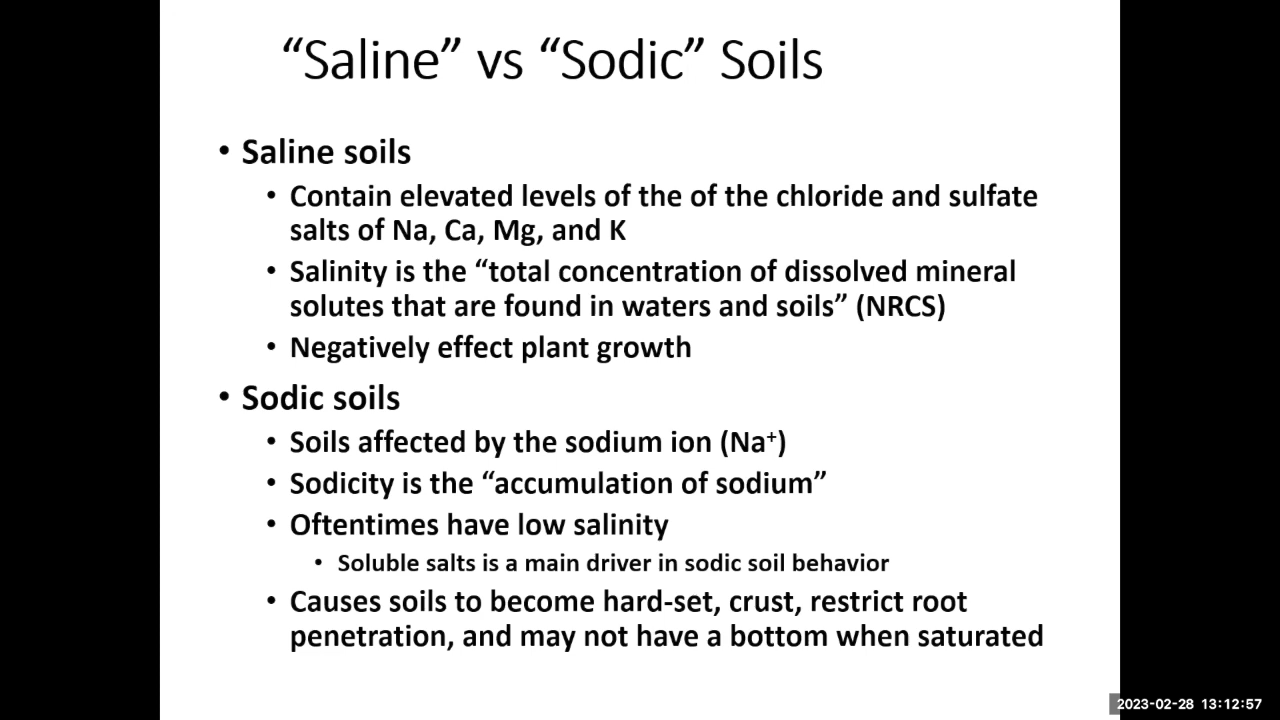 “Saline” vs “Sodic” Soils
• Saline soils
• Contain elevated levels of the of the chloride and sulfate
salts of Na, Ca, Mg, and K
• Salinity is the “total concentration of dissolved mineral
solutes that are found in waters and soils” (NRCS)
• Negatively effect plant growth
• Sodic soils
• Soils affected by the sodium ion (Na⁺)
• Sodicity is the “accumulation of sodium”
• Oftentimes have low salinity
• Soluble salts is a main driver in sodic soil behavior
• Causes soils to become hard-set, crust, restrict root
penetration, and may not have a bottom when saturated
2023-02-28 13:12:57